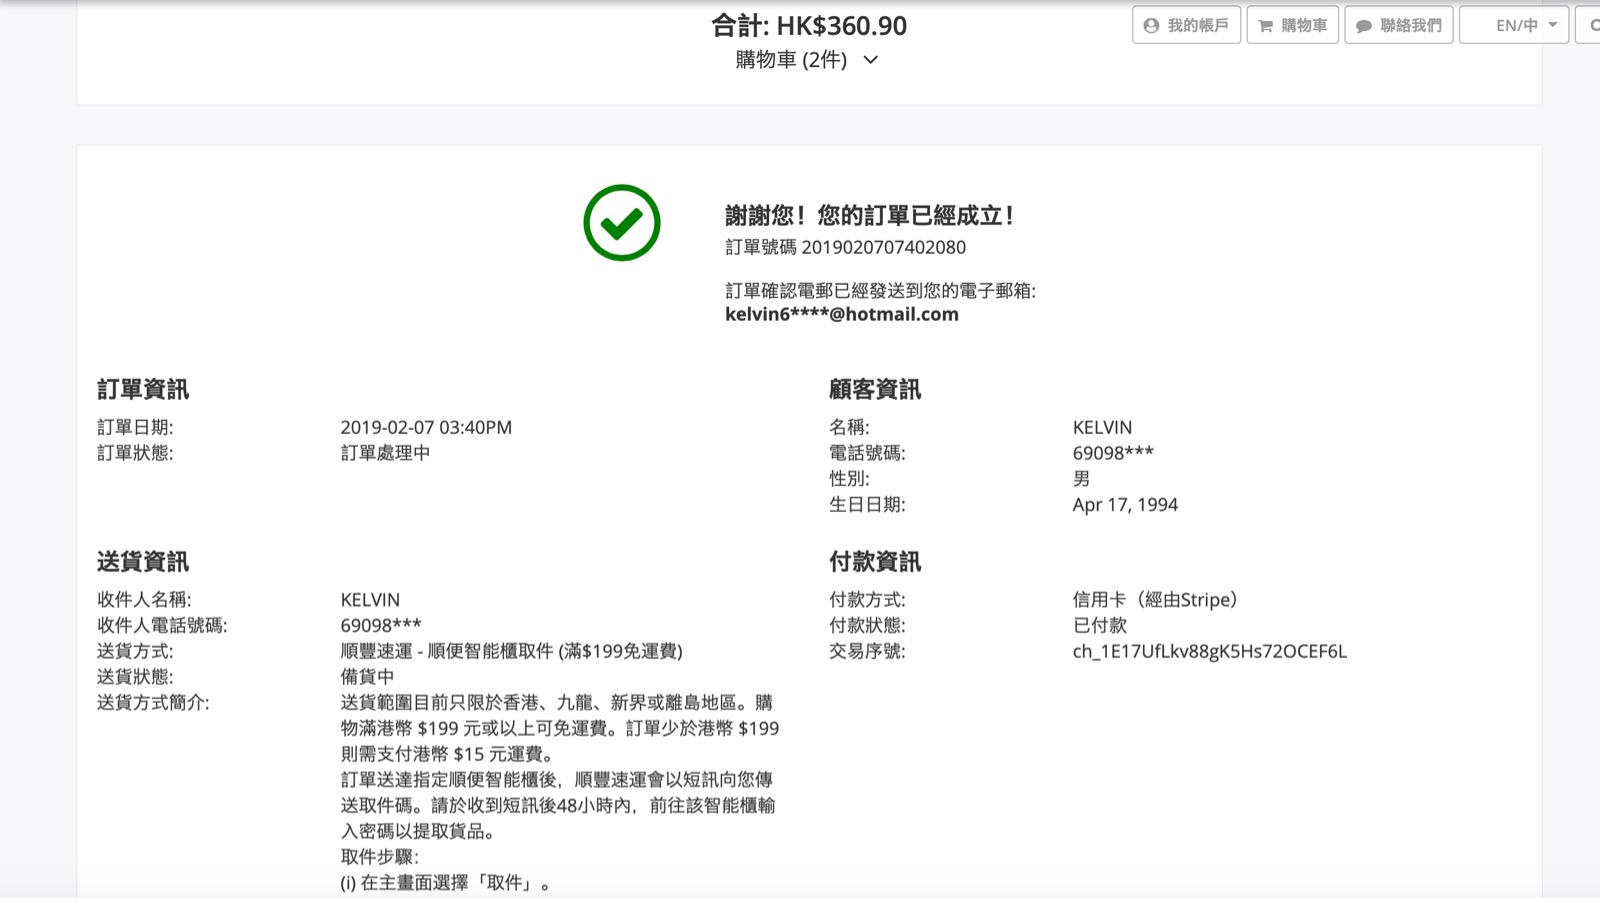 合計: HK$360.90
購物車 (2件)
我的帳戶
購物車
聯絡我們
EN/中
謝謝您！您的訂單已經成立！
訂單號碼 2019020707402080
訂單確認電郵已經發送到您的電子郵箱:
kelvin6****@hotmail.com
訂單資訊
訂單日期: 2019-02-07 03:40PM
訂單狀態: 訂單處理中
顧客資訊
名稱: KELVIN
電話號碼: 69098***
性別: 男
生日日期: Apr 17, 1994
送貨資訊
收件人名稱: KELVIN
收件人電話號碼: 69098***
送貨方式: 順豐速運 - 順便智能櫃取件 (滿$199免運費)
送貨狀態: 備貨中
送貨方式簡介: 送貨範圍目前只限於香港、九龍、新界或離島地區。購
物滿港幣 $199 元或以上可免運費。訂單少於港幣 $199
則需支付港幣 $15 元運費。
訂單送達指定順便智能櫃後，順豐速運會以短訊向您傳
送取件碼。請於收到短訊後48小時內，前往該智能櫃輸
入密碼以提取貨品。
取件步驟：
(i) 在主畫面選擇「取件」。
付款資訊
付款方式: 信用卡（經由Stripe）
付款狀態: 已付款
交易序號: ch_1E17UfLkv88gK5Hs72OCEF6L